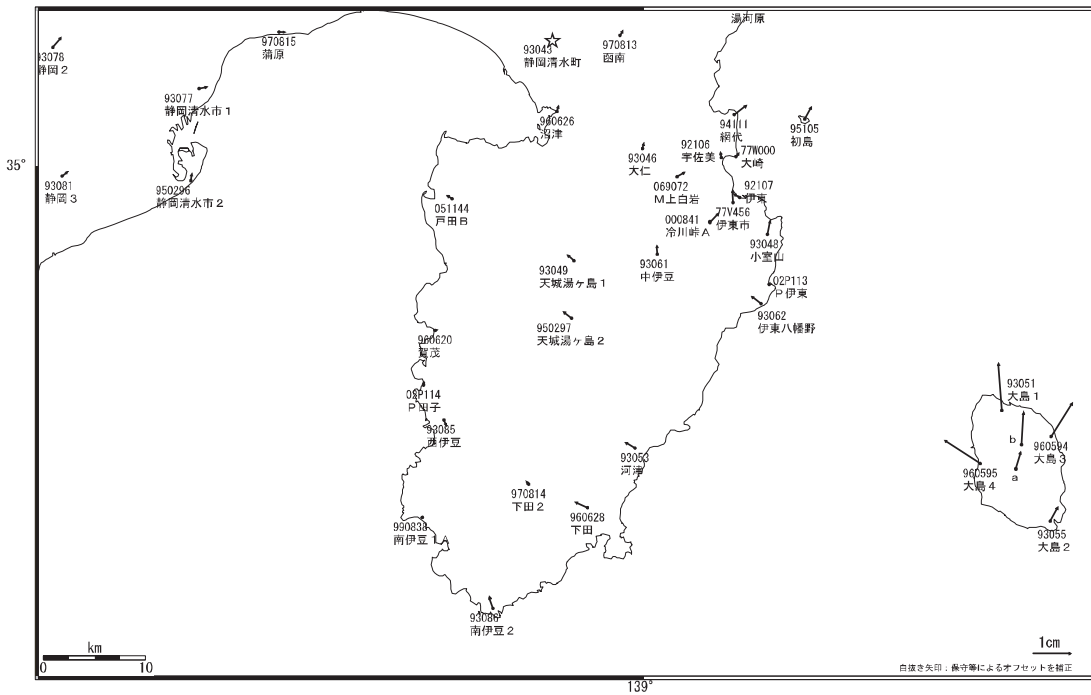 湯河原
93078
静岡2
970815
蒲原
93043
静岡清水町
970813
函南
93077
静岡清水市1
960626
沼津
94111
網代
95105
初島
35°
92106
宇佐美
77W000
大崎
93046
大仁
93081
静岡3
950296
静岡清水市2
069072
M上白岩
92107
伊東
051144
戸田B
000841
冷川峠A
77V456
伊東市
93048
小室山
93061
中伊豆
93049
天城湯ヶ島1
02P113
P伊東
93062
伊東八幡野
950297
天城湯ヶ島2
960620
賀茂
02P114
P田子
93085
西伊豆
93051
大島1
b
a
960594
大島3
960595
大島4
93055
大島2
93053
河津
970814
下田2
960628
下田
990838
南伊豆1A
93086
南伊豆2
km
0 10
1cm
白抜き矢印:保守等によるオフセットを補正
139°